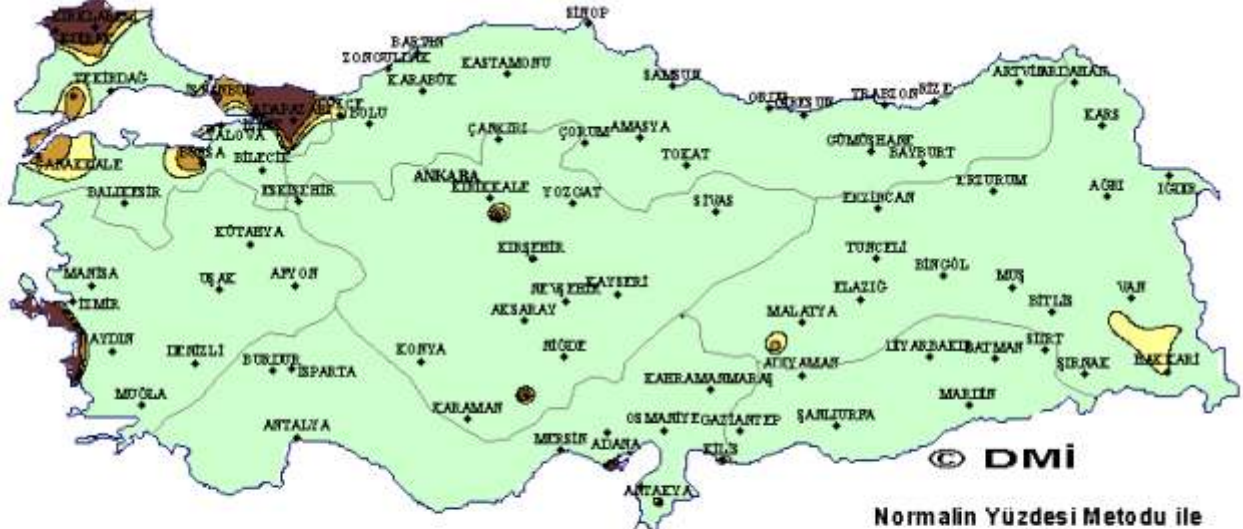 SİNOP
BARTIN
ZONGULDAK
KASTAMONU
KARABÜK
SAMSUN
TEKİRDAĞ
BOLU
TRABZON
RİZE
KARS
ÇANKIRI
ÇORUM
AMASYA
GÜMÜŞHANE
BAYBURT
YALOVA
BİLECİK
TOKAT
ANKARA
KIRIKKALE
YOZGAT
BALIKESİR
ESKİŞEHİR
SİVAS
ERZİNCAN
ERZURUM
AĞRI
IĞDIR
KÜTAHYA
KIRŞEHİR
TUNCELİ
BİNGÖL
MUŞ
MANİSA
UŞAK
AFYON
NEVŞEHİR
KAYSERİ
ELAZIĞ
BİTLİS
VAN
İZMİR
AKSARAY
MALATYA
AYDIN
DENİZLİ
BURDUR
ISPARTA
KONYA
NİĞDE
ADIYAMAN
DİYARBAKIR
BATMAN
SİİRT
ŞIRNAK
HAKKARİ
MUĞLA
KAHRAMANMARAŞ
MARDİN
KARAMAN
ANTALYA
OSMANİYE
GAZİANTEP
ŞANLIURFA
MERSİN
ADANA
KİLİS
© DMİ
ANTAKYA
Normalin Yüzdesi Metodu ile